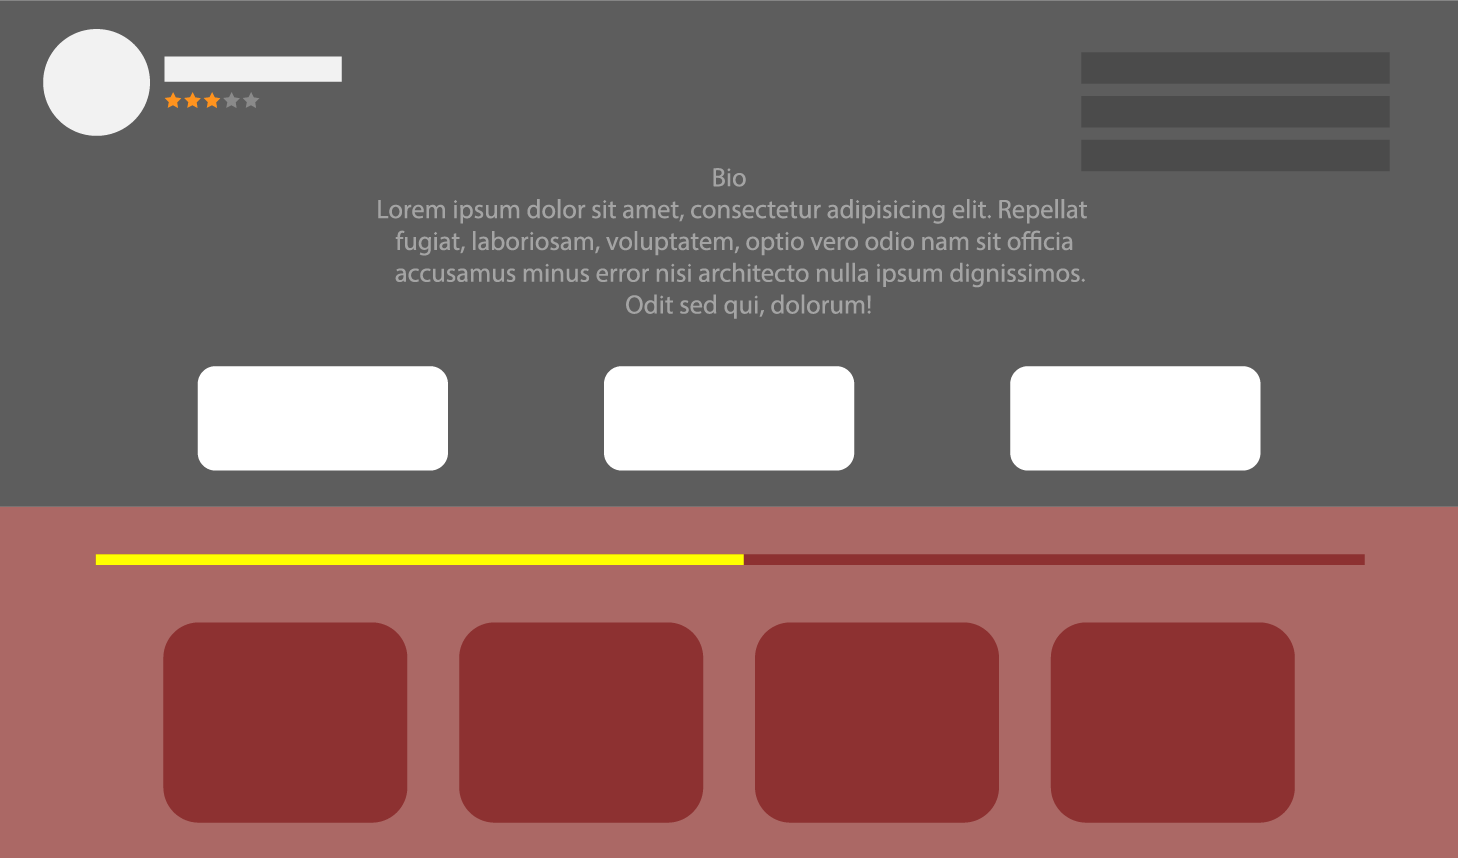 Bio
Lorem ipsum dolor sit amet, consectetur adipisicing elit. Repellat
fugiat, laboriosam, voluptatem, optio vero odio nam sit officia
accusamus minus error nisi architecto nulla ipsum dignissimos.
Odit sed qui, dolorum!